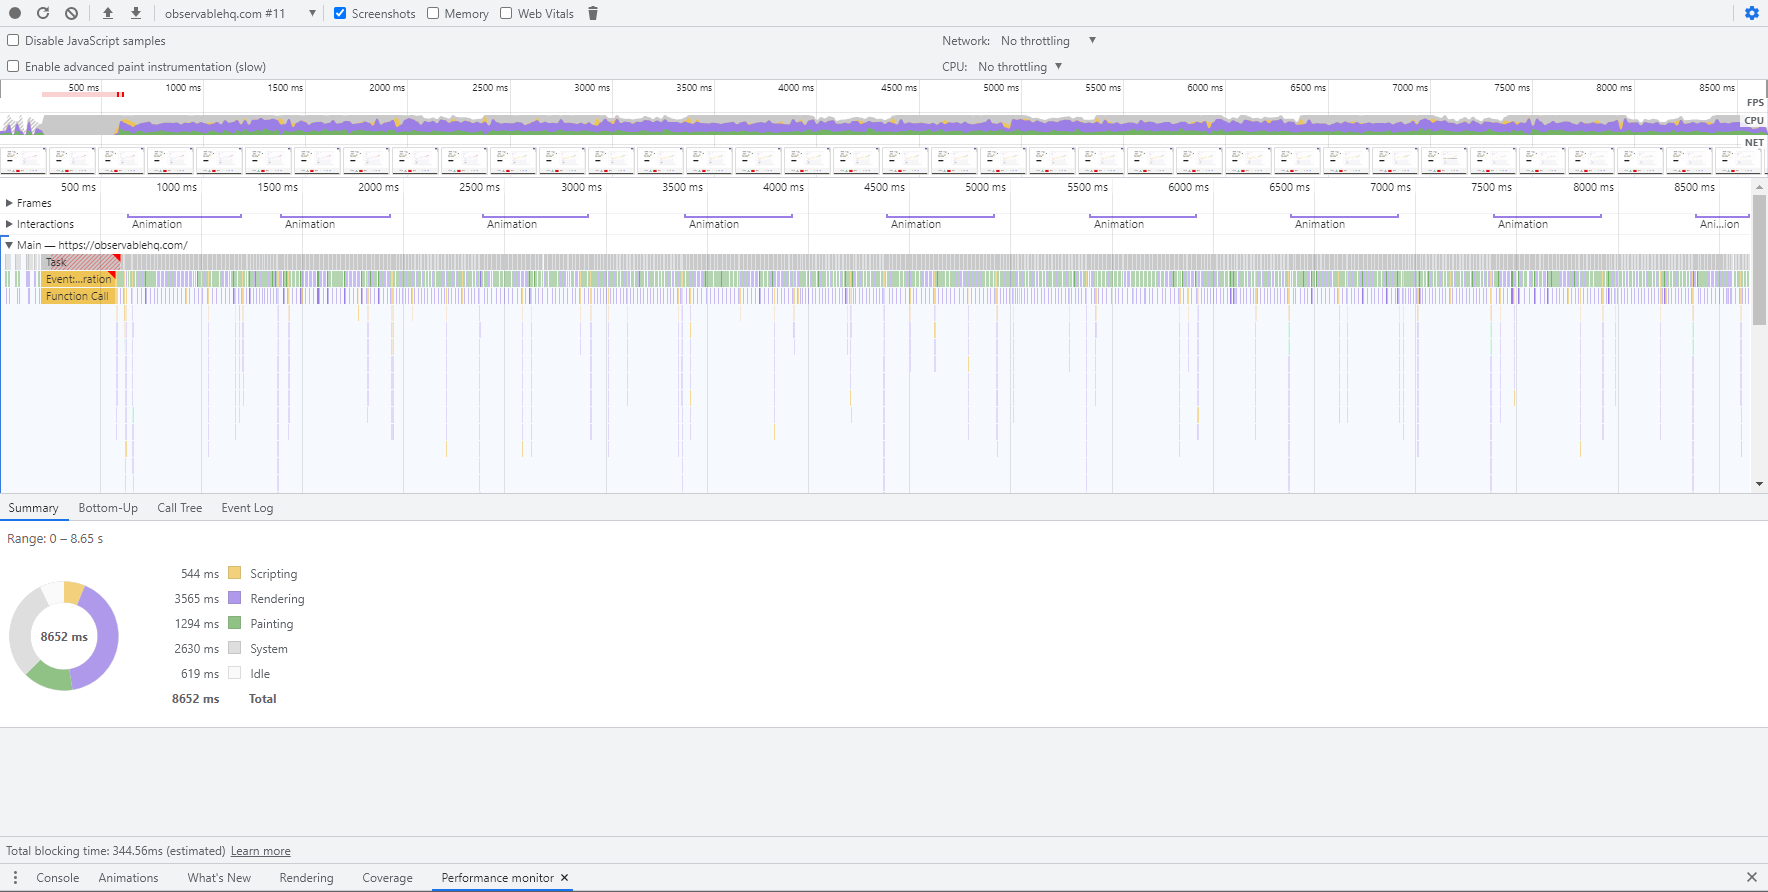 observablehq.com #11 Screenshots Memory Web Vitals
Disable JavaScript samples Network: No throttling
Enable advanced paint instrumentation (slow) CPU: No throttling
500 ms 1000 ms 1500 ms 2000 ms 2500 ms 3000 ms 3500 ms 4000 ms 4500 ms 5000 ms 5500 ms 6000 ms 6500 ms 7000 ms 7500 ms 8000 ms 8500 ms
FPS
CPU
NET
500 ms 1000 ms 1500 ms 2000 ms 2500 ms 3000 ms 3500 ms 4000 ms 4500 ms 5000 ms 5500 ms 6000 ms 6500 ms 7000 ms 7500 ms 8000 ms 8500 ms
Frames
Interactions Animation Animation Animation Animation Animation Animation Animation Animation Ani...ion
Main — https://observablehq.com/
Task
Event:...ration
Function Call
Summary Bottom-Up Call Tree Event Log
Range: 0 – 8.65 s
544 ms Scripting
3565 ms Rendering
1294 ms Painting
8652 ms
2630 ms System
619 ms Idle
8652 ms Total
Total blocking time: 344.56ms (estimated) Learn more
Console Animations What's New Rendering Coverage Performance monitor